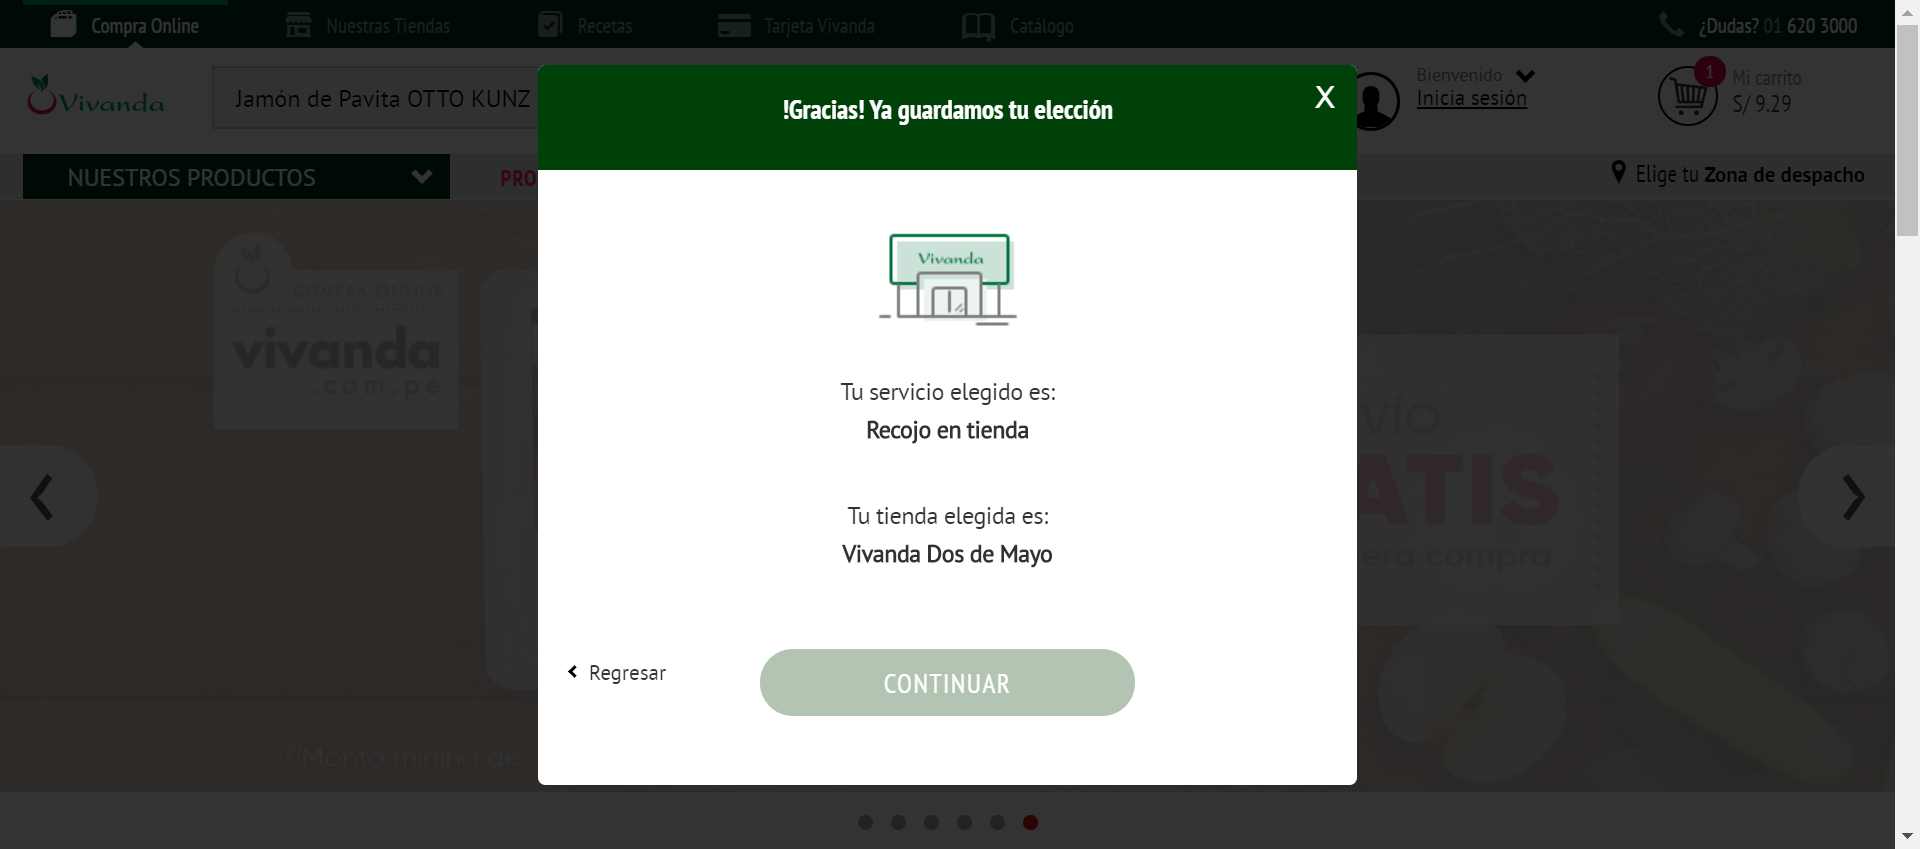 Compra Online
Nuestras Tiendas
Recetas
Tarjeta Vivanda
Catálogo
¿Dudas? 01 620 3000
Vivanda
Jamón de Pavita OTTO KUNZ
Bienvenido
Inicia sesión
1
Mi carrito
S/ 9.29
NUESTROS PRODUCTOS
PRO
Elige tu Zona de despacho
!Gracias! Ya guardamos tu elección
X
Vivanda
Tu servicio elegido es:
Recojo en tienda
Tu tienda elegida es:
Vivanda Dos de Mayo
Regresar
CONTINUAR
COMPRA ONLINE
vivanda
.com.pe
vío
ATIS
era compra
(*)Monto mínino de: